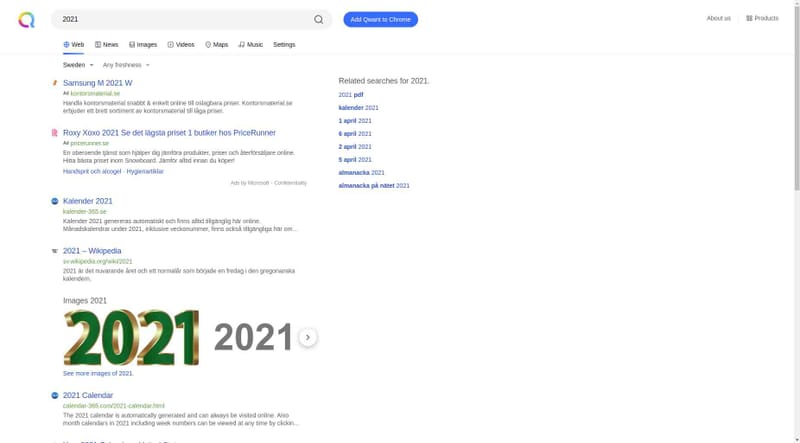 2021
Add Qwant to Chrome
About us
Products
Web
News
Images
Videos
Maps
Music
Settings
Sweden
Any freshness
Samsung M 2021 W
Ad kontorsmaterial.se
Handla kontorsmaterial snabbt & enkelt online till oslagbara priser. Kontorsmaterial.se
erbjuder ett brett sortiment av kontorsmaterial till låga priser.
Roxy Xoxo 2021 Se det lägsta priset 1 butiker hos PriceRunner
Ad pricerunner.se
En oberoende tjänst som hjälper dig jämföra produkter, priser och återförsäljare online.
Hitta bästa priset inom Snowboard. Jämför alltid innan du köper!
Handsprit och alcogel - Hygienartiklar
Ads by Microsoft - Confidentiality
Kalender 2021
kalender-365.se
Kalender 2021 genereras automatiskt och finns alltid tillgänglig här online.
Månadskalendrar under 2021, inklusive veckonummer, finns också tillgängliga här om...
2021 – Wikipedia
sv.wikipedia.org/wiki/2021
2021 är det nuvarande året och ett normalår som började en fredag i den gregorianska
kalendern.
Images 2021
2021
2021
See more images of 2021.
2021 Calendar
calendar-365.com/2021-calendar.html
The 2021 calendar is automatically generated and can always be visited online. Also
month calendars in 2021 including week numbers can be viewed at any time by clickin...
Related searches for 2021.
2021 pdf
kalender 2021
1 april 2021
6 april 2021
2 april 2021
5 april 2021
almanacka 2021
almanacka på nätet 2021